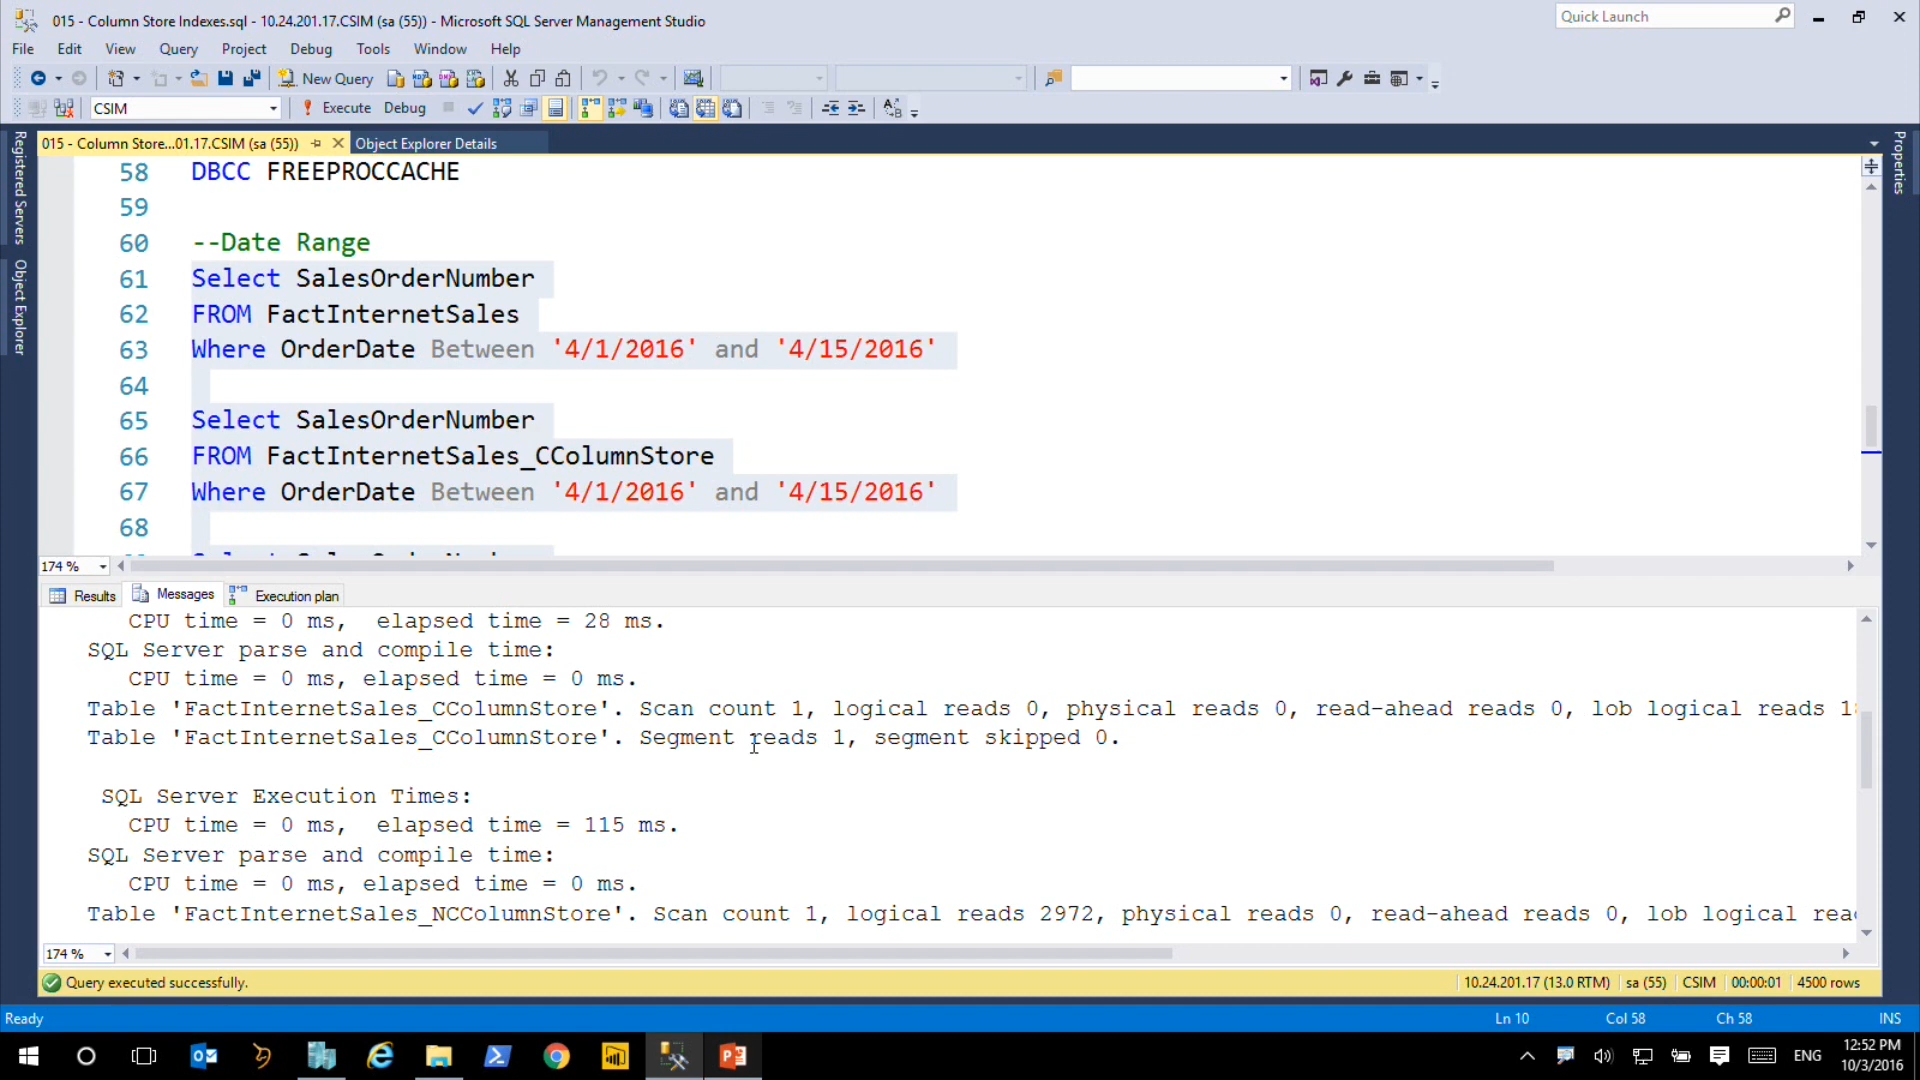 015 - Column Store Indexes.sql - 10.24.201.17.CSIM (sa (55)) - Microsoft SQL Server Management Studio
Quick Launch
File Edit View Query Project Debug Tools Window Help
New Query
CSIM Execute Debug
Registered Servers
Object Explorer
Properties
015 - Column Store...01.17.CSIM (sa (55)) Object Explorer Details
58 DBCC FREEPROCCACHE
59
60 --Date Range
61 Select SalesOrderNumber
62 FROM FactInternetSales
63 Where OrderDate Between '4/1/2016' and '4/15/2016'
64
65 Select SalesOrderNumber
66 FROM FactInternetSales_CColumnStore
67 Where OrderDate Between '4/1/2016' and '4/15/2016'
68
174 %
Results Messages Execution plan
CPU time = 0 ms, elapsed time = 28 ms.
SQL Server parse and compile time:
CPU time = 0 ms, elapsed time = 0 ms.
Table 'FactInternetSales_CColumnStore'. Scan count 1, logical reads 0, physical reads 0, read-ahead reads 0, lob logical reads
Table 'FactInternetSales_CColumnStore'. Segment reads 1, segment skipped 0.
SQL Server Execution Times:
CPU time = 0 ms, elapsed time = 115 ms.
SQL Server parse and compile time:
CPU time = 0 ms, elapsed time = 0 ms.
Table 'FactInternetSales_NCColumnStore'. Scan count 1, logical reads 2972, physical reads 0, read-ahead reads 0, lob logical
174 %
Query executed successfully. 10.24.201.17 (13.0 RTM) sa (55) CSIM 00:00:01 4500 rows
Ready Ln 10 Col 58 Ch 58 INS
ENG
12:52 PM
10/3/2016